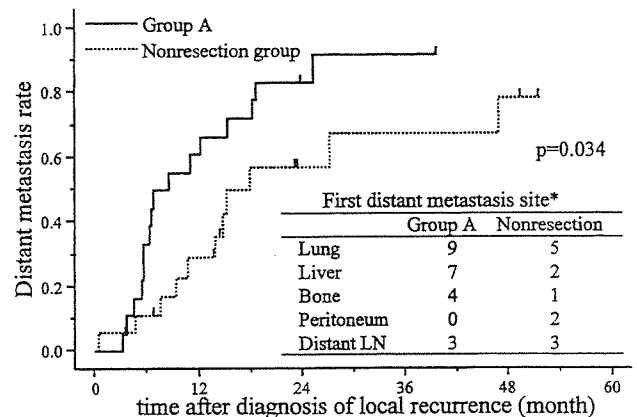 1.0
0.8
0.6
0.4
0.2
0.0
Distant metastasis rate
Group A
Nonresection group
p=0.034
First distant metastasis site*
Group A Nonresection
Lung 9 5
Liver 7 2
Bone 4 1
Peritoneum 0 2
Distant LN 3 3
0 12 24 36 48 60
time after diagnosis of local recurrence (month)